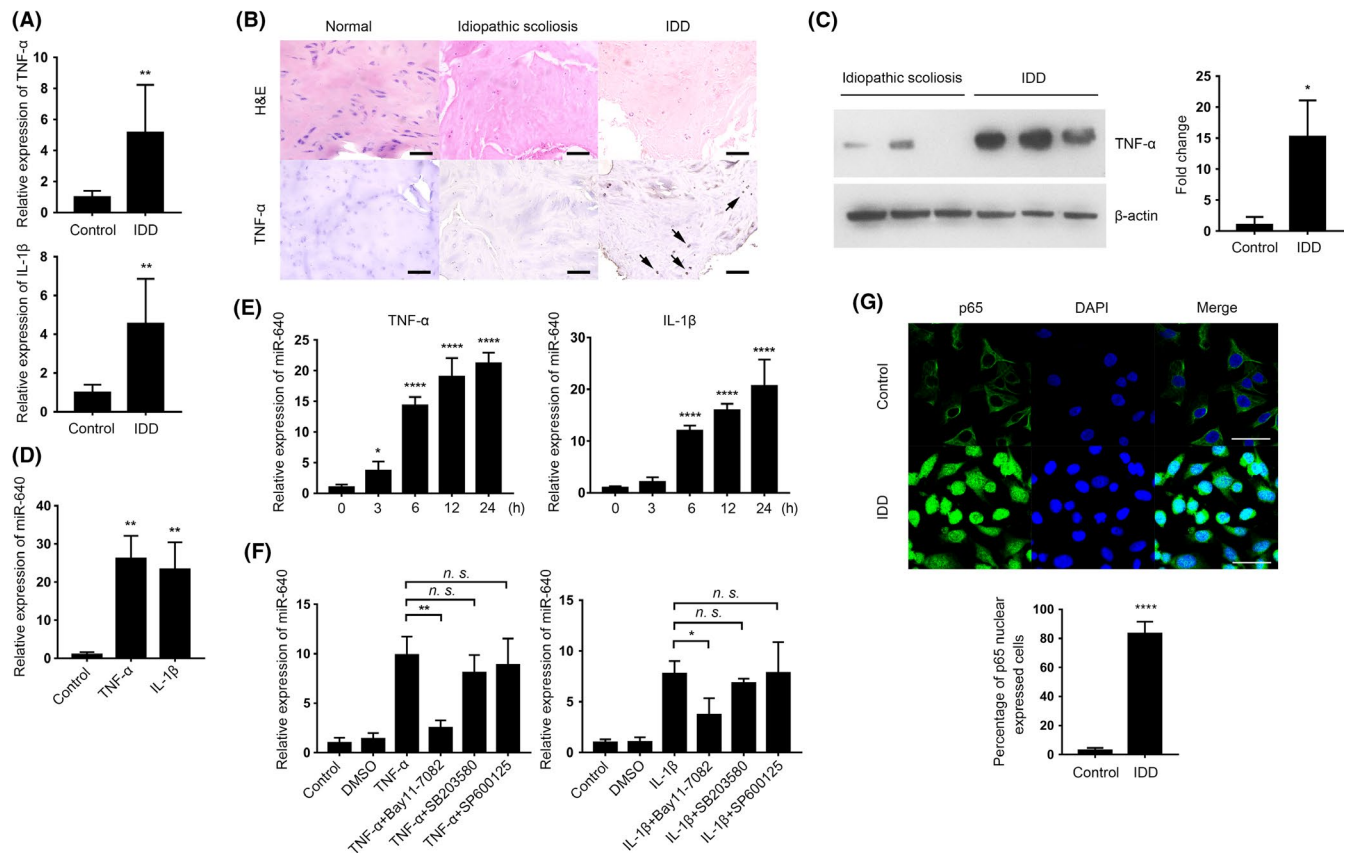 (A)
Relative expression of TNF-α
10
8
6
4
2
0
**
Control IDD
Relative expression of IL-1β
8
6
4
2
0
**
Control IDD
(B)
Normal Idiopathic scoliosis IDD
H&E
TNF-α
(C)
Idiopathic scoliosis IDD
TNF-α
β-actin
Fold change
25
20
15
10
5
0
*
Control IDD
(D)
Relative expression of miR-640
40
30
20
10
0
** **
Control
TNF-α
IL-1β
(E)
TNF-α
Relative expression of miR-640
25
20
15
10
5
0
* **** **** ****
0 3 6 12 24 (h)
IL-1β
Relative expression of miR-640
30
20
10
0
**** **** ****
0 3 6 12 24 (h)
(F)
Relative expression of miR-640
15
10
5
0
n. s.
n. s.
**
Control
DMSO
TNF-α
TNF-α+Bay11-7082
TNF-α+SB203580
TNF-α+SP600125
Relative expression of miR-640
15
10
5
0
n. s.
n. s.
*
Control
DMSO
IL-1β
IL-1β+Bay11-7082
IL-1β+SB203580
IL-1β+SP600125
(G)
p65 DAPI Merge
Control
IDD
Percentage of p65 nuclear
expressed cells
100
80
60
40
20
0
****
Control IDD